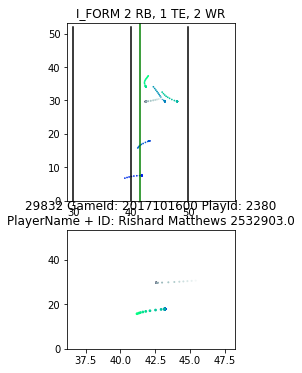 I_FORM 2 RB, 1 TE, 2 WR
50
40
30
20
10
0
30 40 50
29832 GameId: 2017101600 PlayId: 2380
PlayerName + ID: Rishard Matthews 2532903.0
40
20
0
37.5 40.0 42.5 45.0 47.5